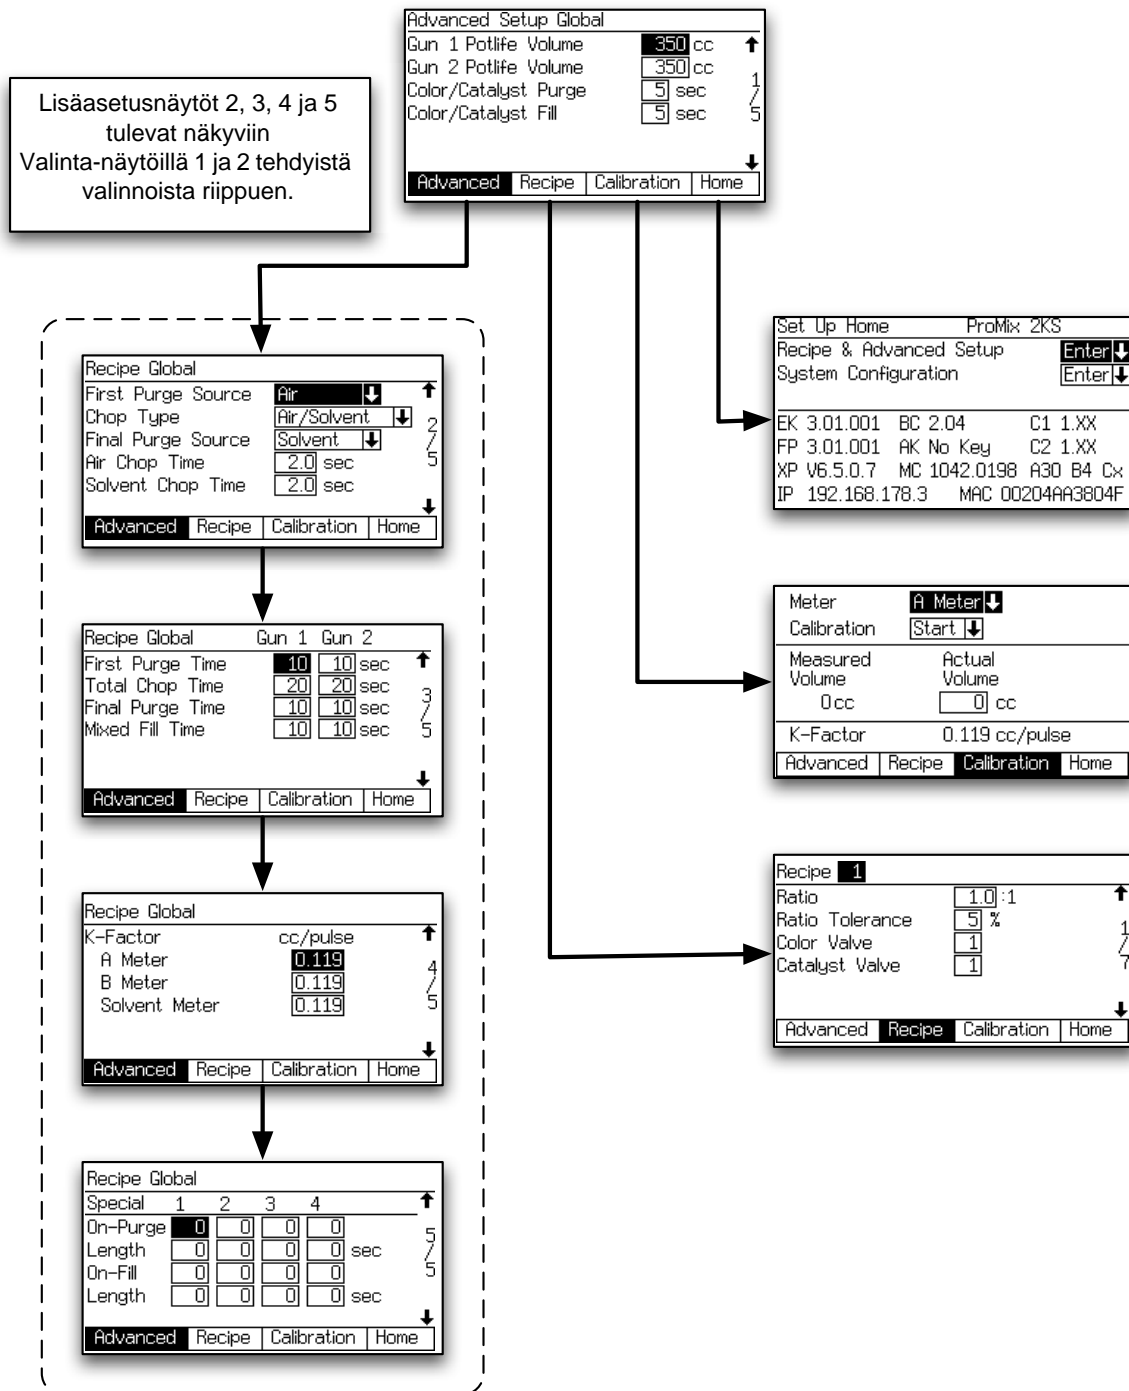 Advanced Setup Global
Gun 1 Potlife Volume 350 cc
Gun 2 Potlife Volume 350 cc
Color/Catalyst Purge 5 sec
Color/Catalyst Fill 5 sec
1/5
Advanced Recipe Calibration Home
Lisäasetusnäytöt 2, 3, 4 ja 5
tulevat näkyviin
Valinta-näytöillä 1 ja 2 tehdyistä
valinnoista riippuen.
Recipe Global
First Purge Source Air
Chop Type Air/Solvent
Final Purge Source Solvent
Air Chop Time 2.0 sec
Solvent Chop Time 2.0 sec
2/5
Advanced Recipe Calibration Home
Recipe Global Gun 1 Gun 2
First Purge Time 10 10 sec
Total Chop Time 20 20 sec
Final Purge Time 10 10 sec
Mixed Fill Time 10 10 sec
3/5
Advanced Recipe Calibration Home
Recipe Global
K-Factor cc/pulse
A Meter 0.119
B Meter 0.119
Solvent Meter 0.119
4/5
Advanced Recipe Calibration Home
Recipe Global
Special 1 2 3 4
On-Purge 0 0 0 0
Length 0 0 0 0 sec
On-Fill 0 0 0 0
Length 0 0 0 0 sec
5/5
Advanced Recipe Calibration Home
Set Up Home ProMix 2KS
Recipe & Advanced Setup Enter
System Configuration Enter
EK 3.01.001 BC 2.04 C1 1.XX
FP 3.01.001 AK No Key C2 1.XX
XP V6.5.0.7 MC 1042.0198 A30 B4 Cx
IP 192.168.178.3 MAC 00204AA3804F
Meter A Meter
Calibration Start
Measured Actual
Volume Volume
0 cc 0 cc
K-Factor 0.119 cc/pulse
Advanced Recipe Calibration Home
Recipe 1
Ratio 1.0 :1
Ratio Tolerance 5 %
Color Valve 1
Catalyst Valve 1
1/7
Advanced Recipe Calibration Home